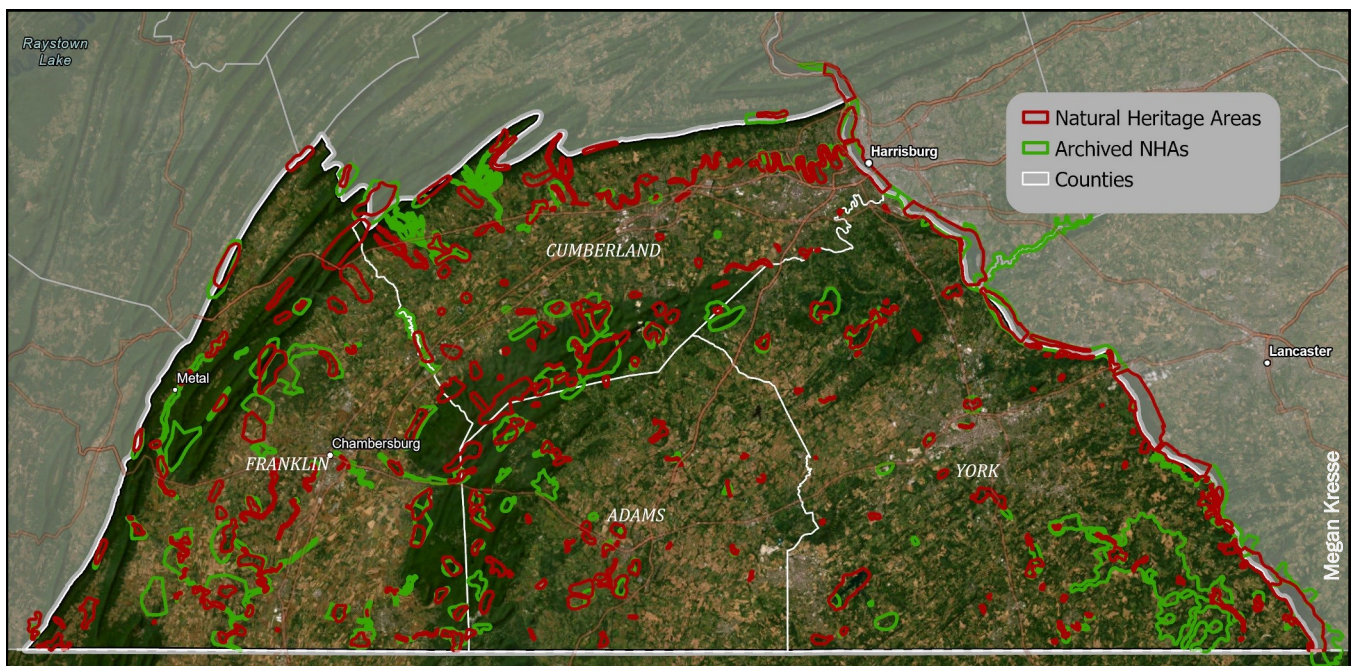 Raystown
Lake
Natural Heritage Areas
Archived NHAs
Counties
Harrisburg
CUMBERLAND
Lancaster
Metal
Chambersburg
FRANKLIN
YORK
ADAMS
Megan Kresse